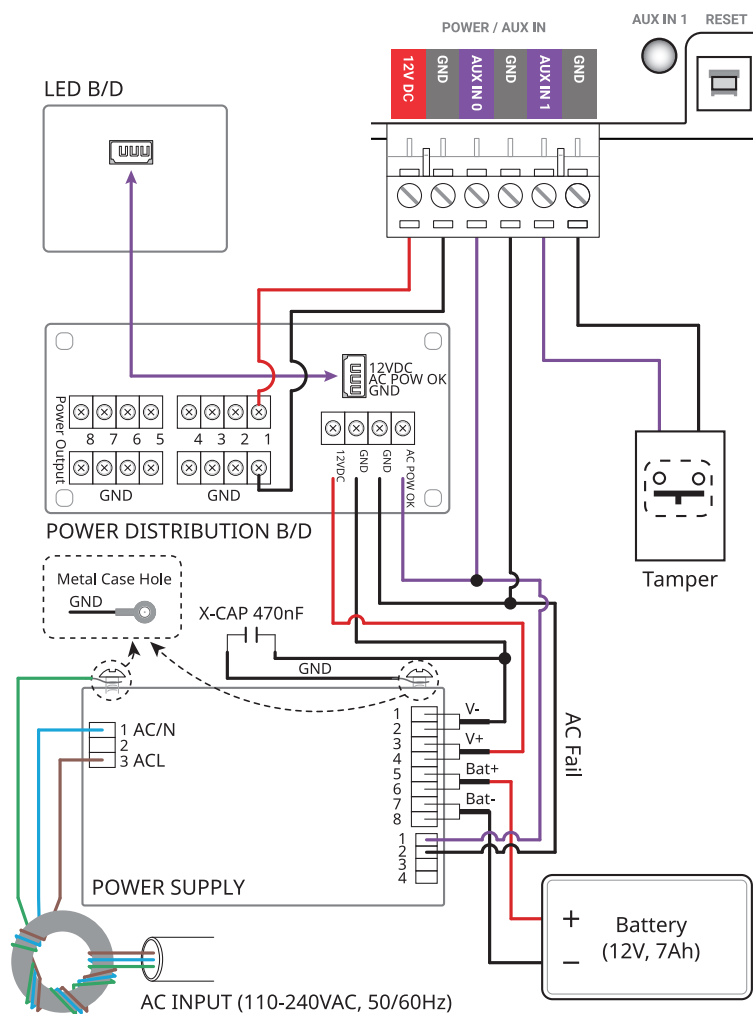 AUX IN 1 RESET
POWER / AUX IN
12V DC
GND
AUX IN 0
GND
AUX IN 1
GND
LED B/D
12VDC
AC POW OK
GND
Power Output
8 7 6 5
4 3 2 1
GND
GND
12VDC
GND
GND
AC POW OK
POWER DISTRIBUTION B/D
Tamper
Metal Case Hole
GND
X-CAP 470nF
GND
1 AC/N
2
3 ACL
1
2
3
4
5
6
7
8
V-
V+
Bat+
Bat-
1
2
3
4
AC Fail
POWER SUPPLY
+
Battery
(12V, 7Ah)
−
AC INPUT (110-240VAC, 50/60Hz)